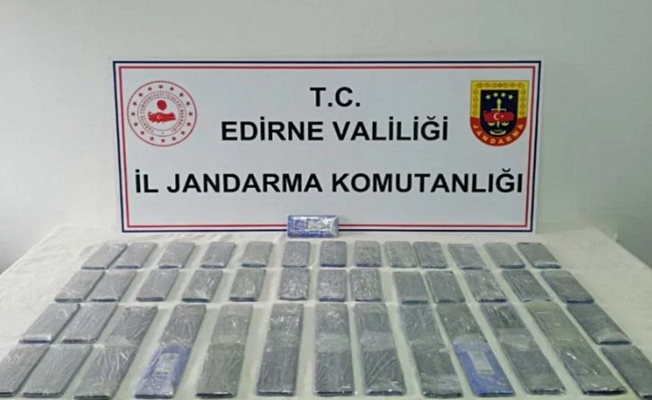 T.C.
EDİRNE VALİLİĞİ
İL JANDARMA KOMUTANLIĞI
JANDARMA